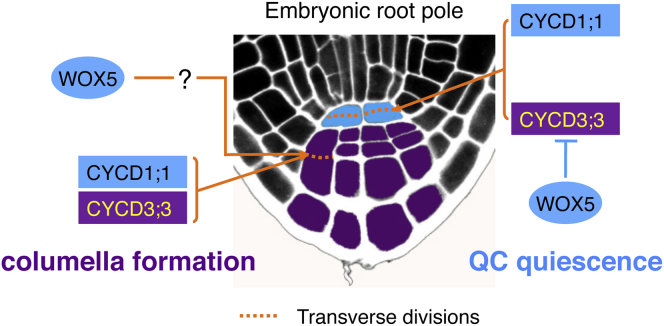 Embryonic root pole
CYCD1;1
WOX5
?
CYCD3;3
CYCD1;1
CYCD3;3
WOX5
columella formation
QC quiescence
Transverse divisions